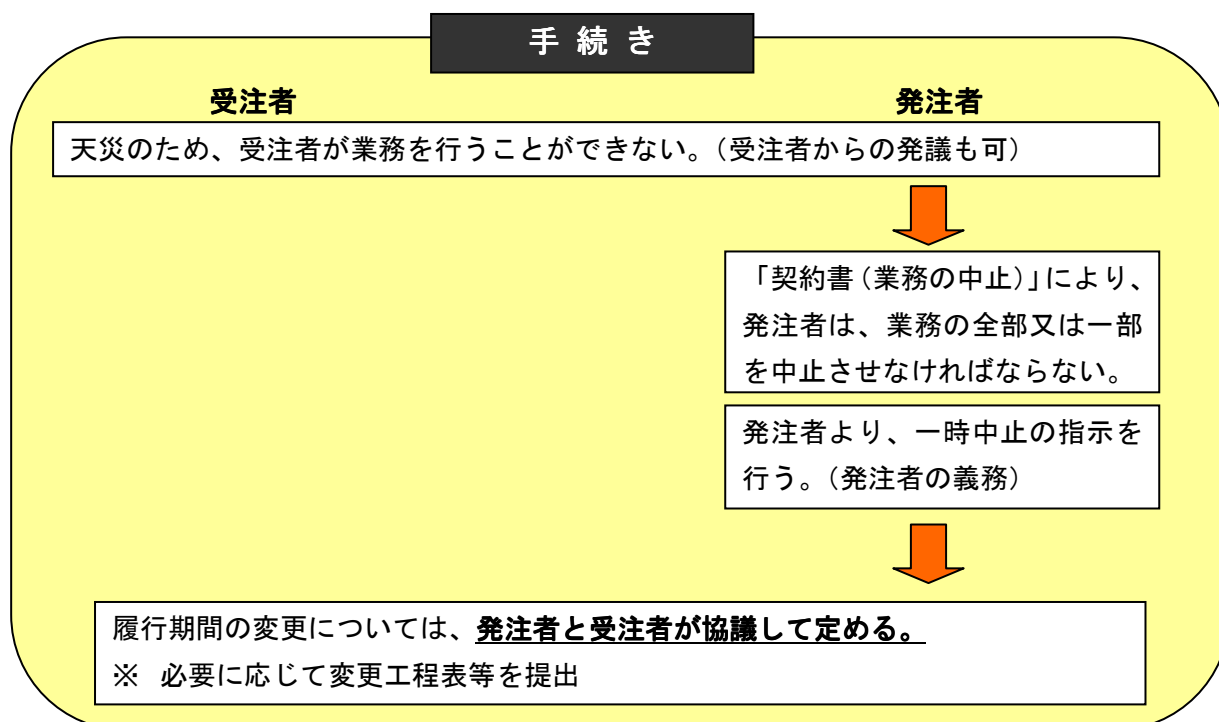 手 続 き
受注者
発注者
天災のため、受注者が業務を行うことができない。（受注者からの発議も可）
「契約書（業務の中止）」により、
発注者は、業務の全部又は一部
を中止させなければならない。
発注者より、一時中止の指示を
行う。（発注者の義務）
履行期間の変更については、発注者と受注者が協議して定める。
※ 必要に応じて変更工程表等を提出